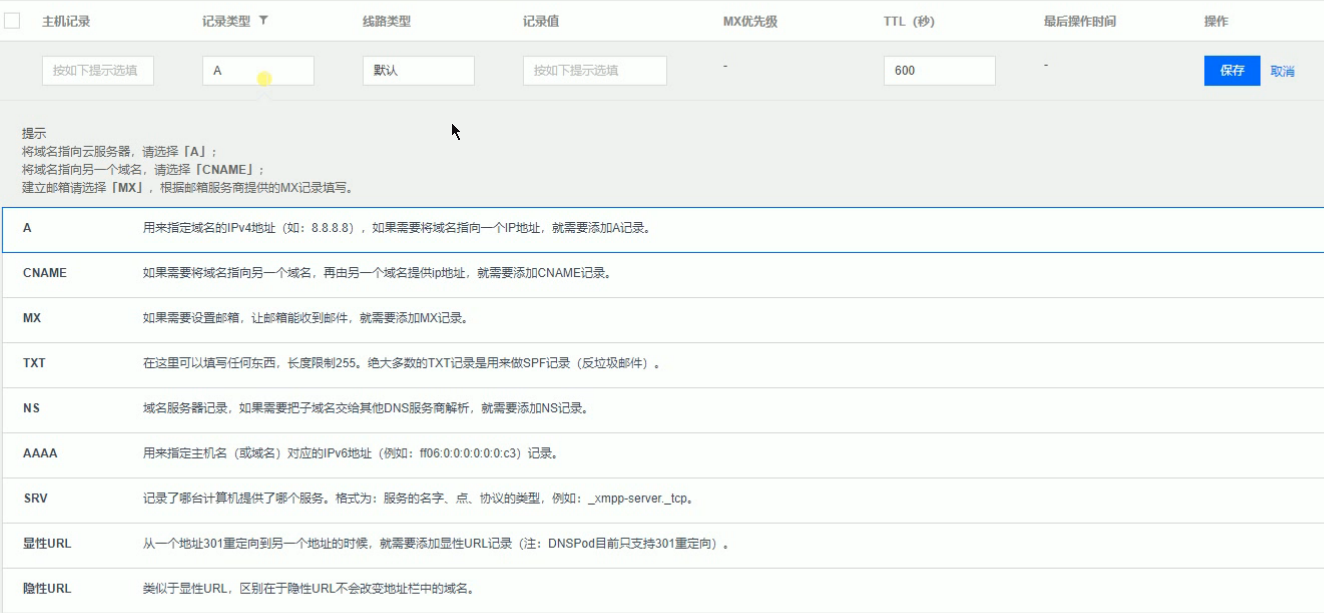 主机记录 记录类型 线路类型 记录值 MX优先级 TTL（秒） 最后操作时间 操作
按如下提示选填 A 默认 按如下提示选填 - 600 - 保存 取消
提示
将域名指向云服务器，请选择「A」；
将域名指向另一个域名，请选择「CNAME」；
建立邮箱请选择「MX」，根据邮箱服务商提供的MX记录填写。
A 用来指定域名的IPv4地址（如：8.8.8.8），如果需要将域名指向一个IP地址，就需要添加A记录。
CNAME 如果需要将域名指向另一个域名，再由另一个域名提供ip地址，就需要添加CNAME记录。
MX 如果需要设置邮箱，让邮箱能收到邮件，就需要添加MX记录。
TXT 在这里可以填写任何东西，长度限制255。绝大多数的TXT记录是用来做SPF记录（反垃圾邮件）。
NS 域名服务器记录，如果需要把子域名交给其他DNS服务商解析，就需要添加NS记录。
AAAA 用来指定主机名（或域名）对应的IPv6地址（例如：ff06:0:0:0:0:0:0:c3）记录。
SRV 记录了哪台计算机提供了哪个服务。格式为：服务的名字、点、协议的类型，例如：_xmpp-server._tcp。
显性URL 从一个地址301重定向到另一个地址的时候，就需要添加显性URL记录（注：DNSPod目前只支持301重定向）。
隐性URL 类似于显性URL，区别在于隐性URL不会改变地址栏中的域名。